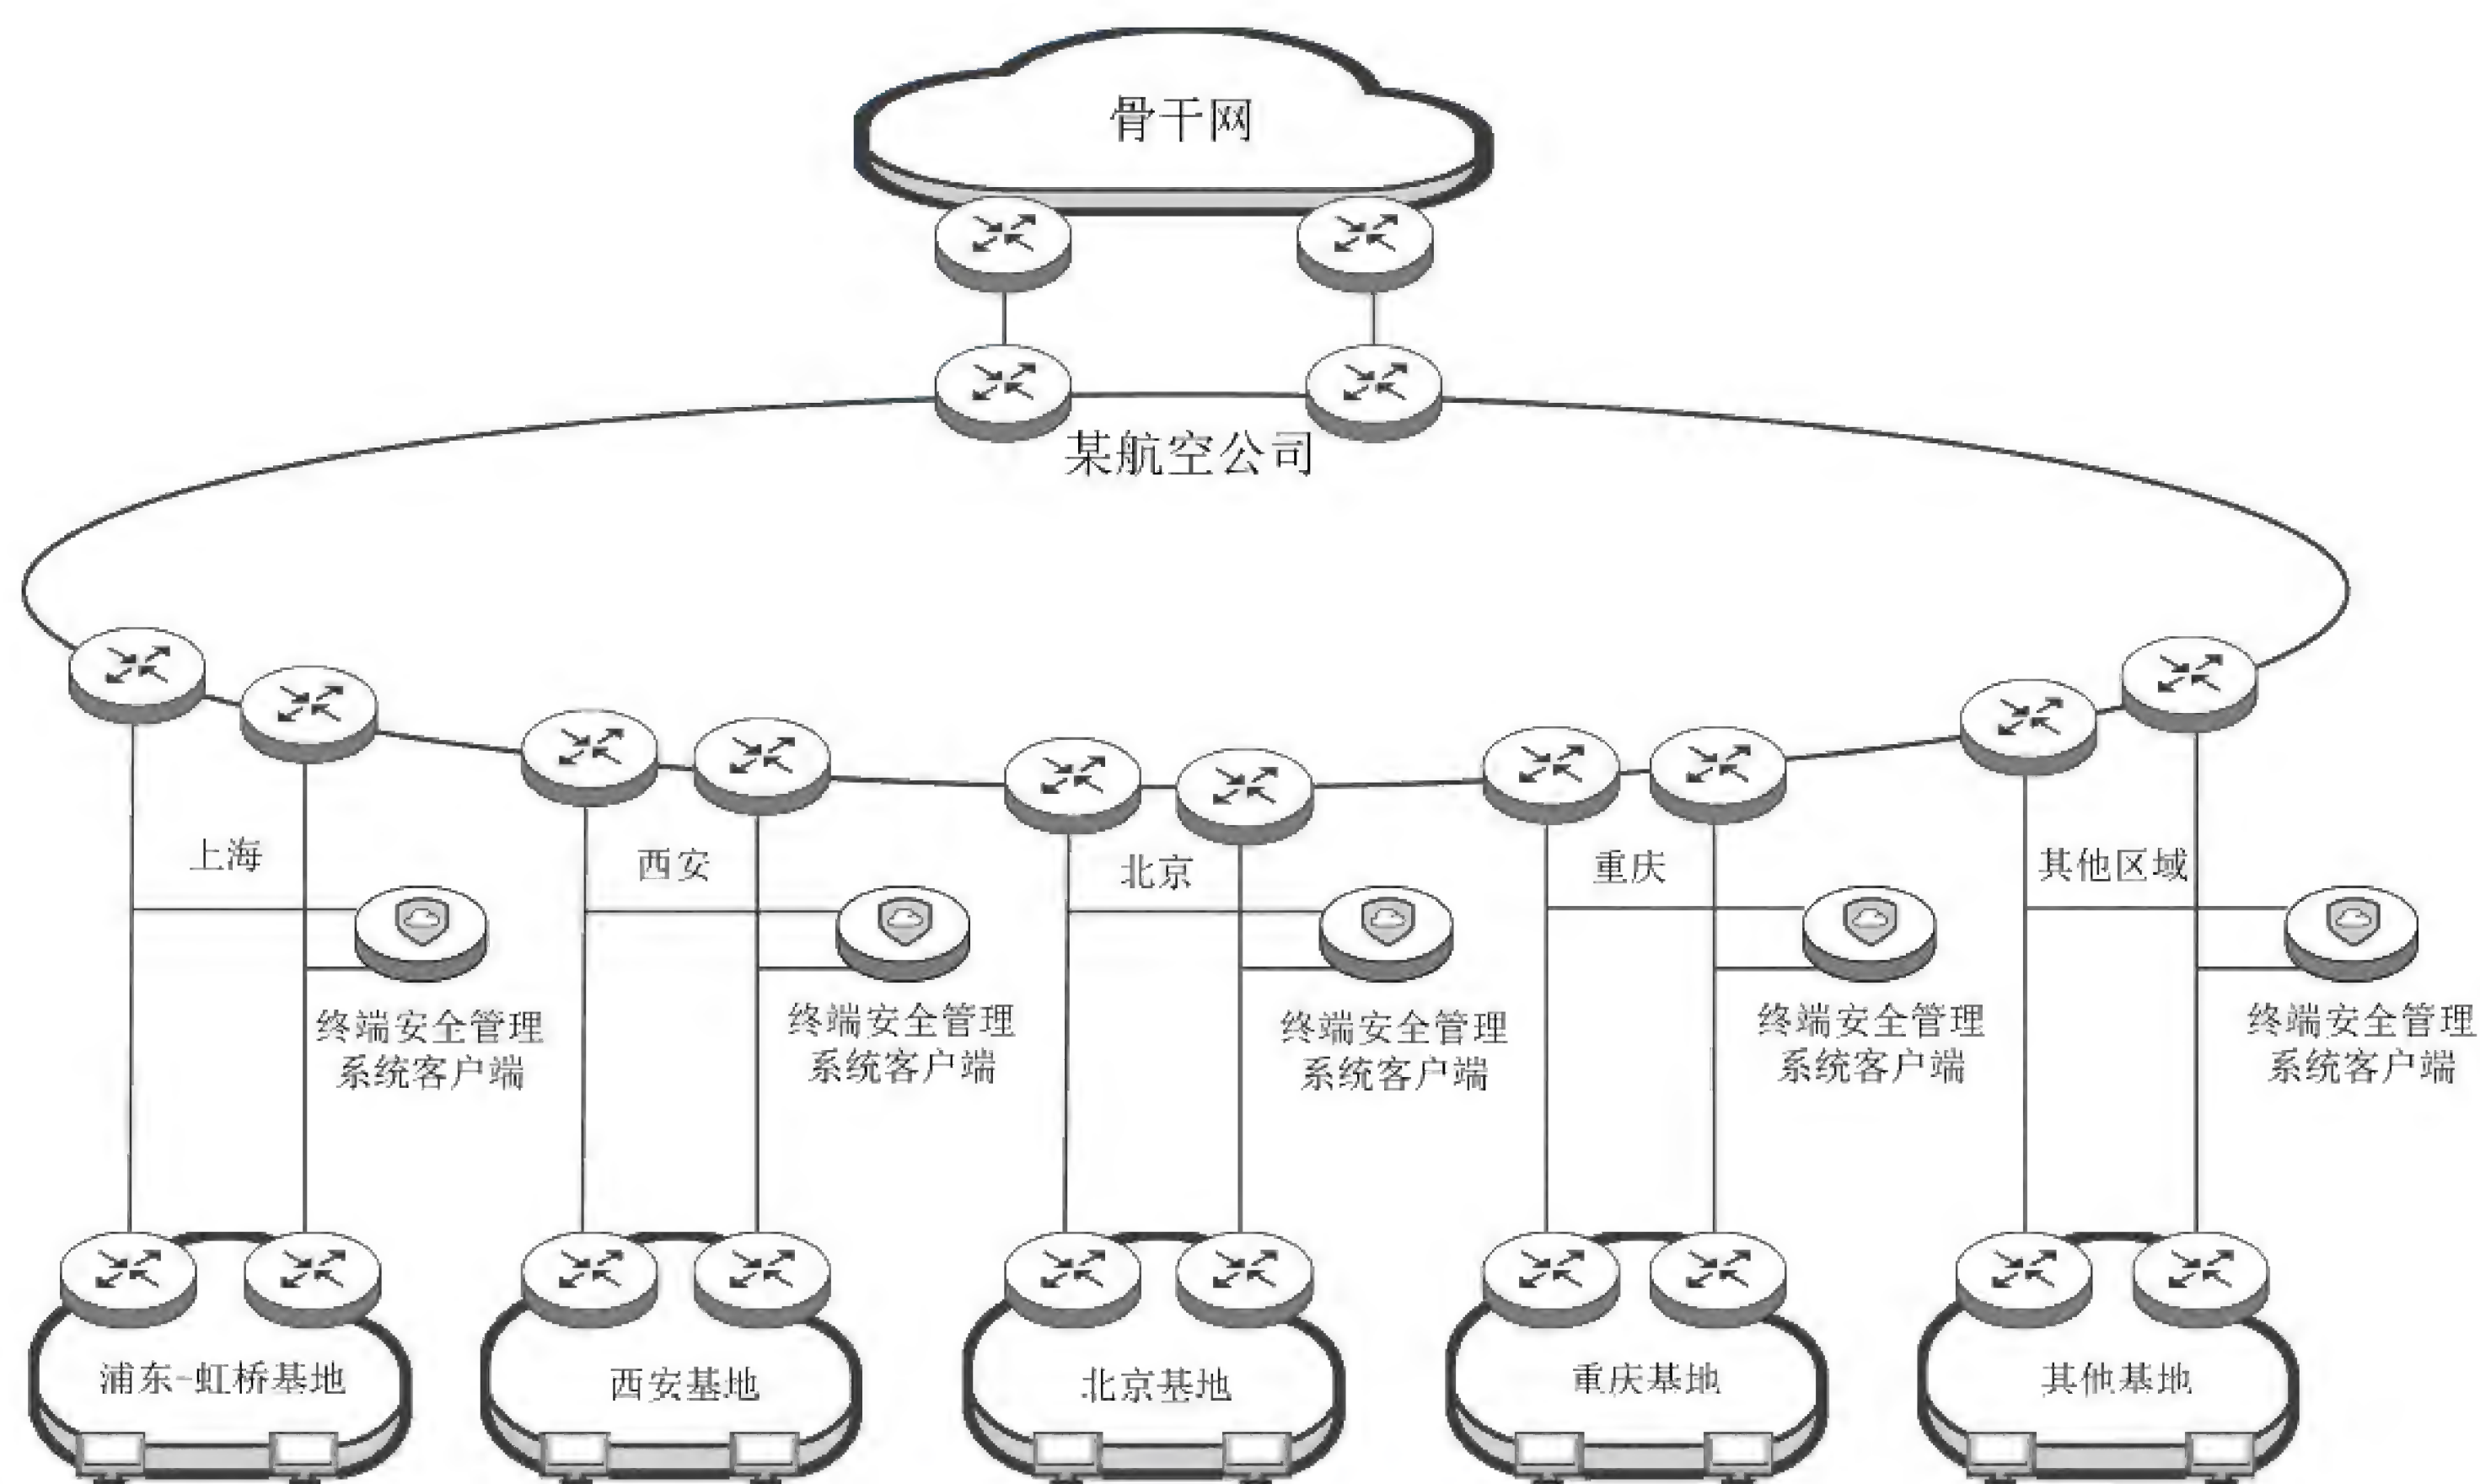 骨干网
某航空公司
上海
西安
北京
重庆
其他区域
终端安全管理
系统客户端
终端安全管理
系统客户端
终端安全管理
系统客户端
终端安全管理
系统客户端
终端安全管理
系统客户端
浦东-虹桥基地
西安基地
北京基地
重庆基地
其他基地